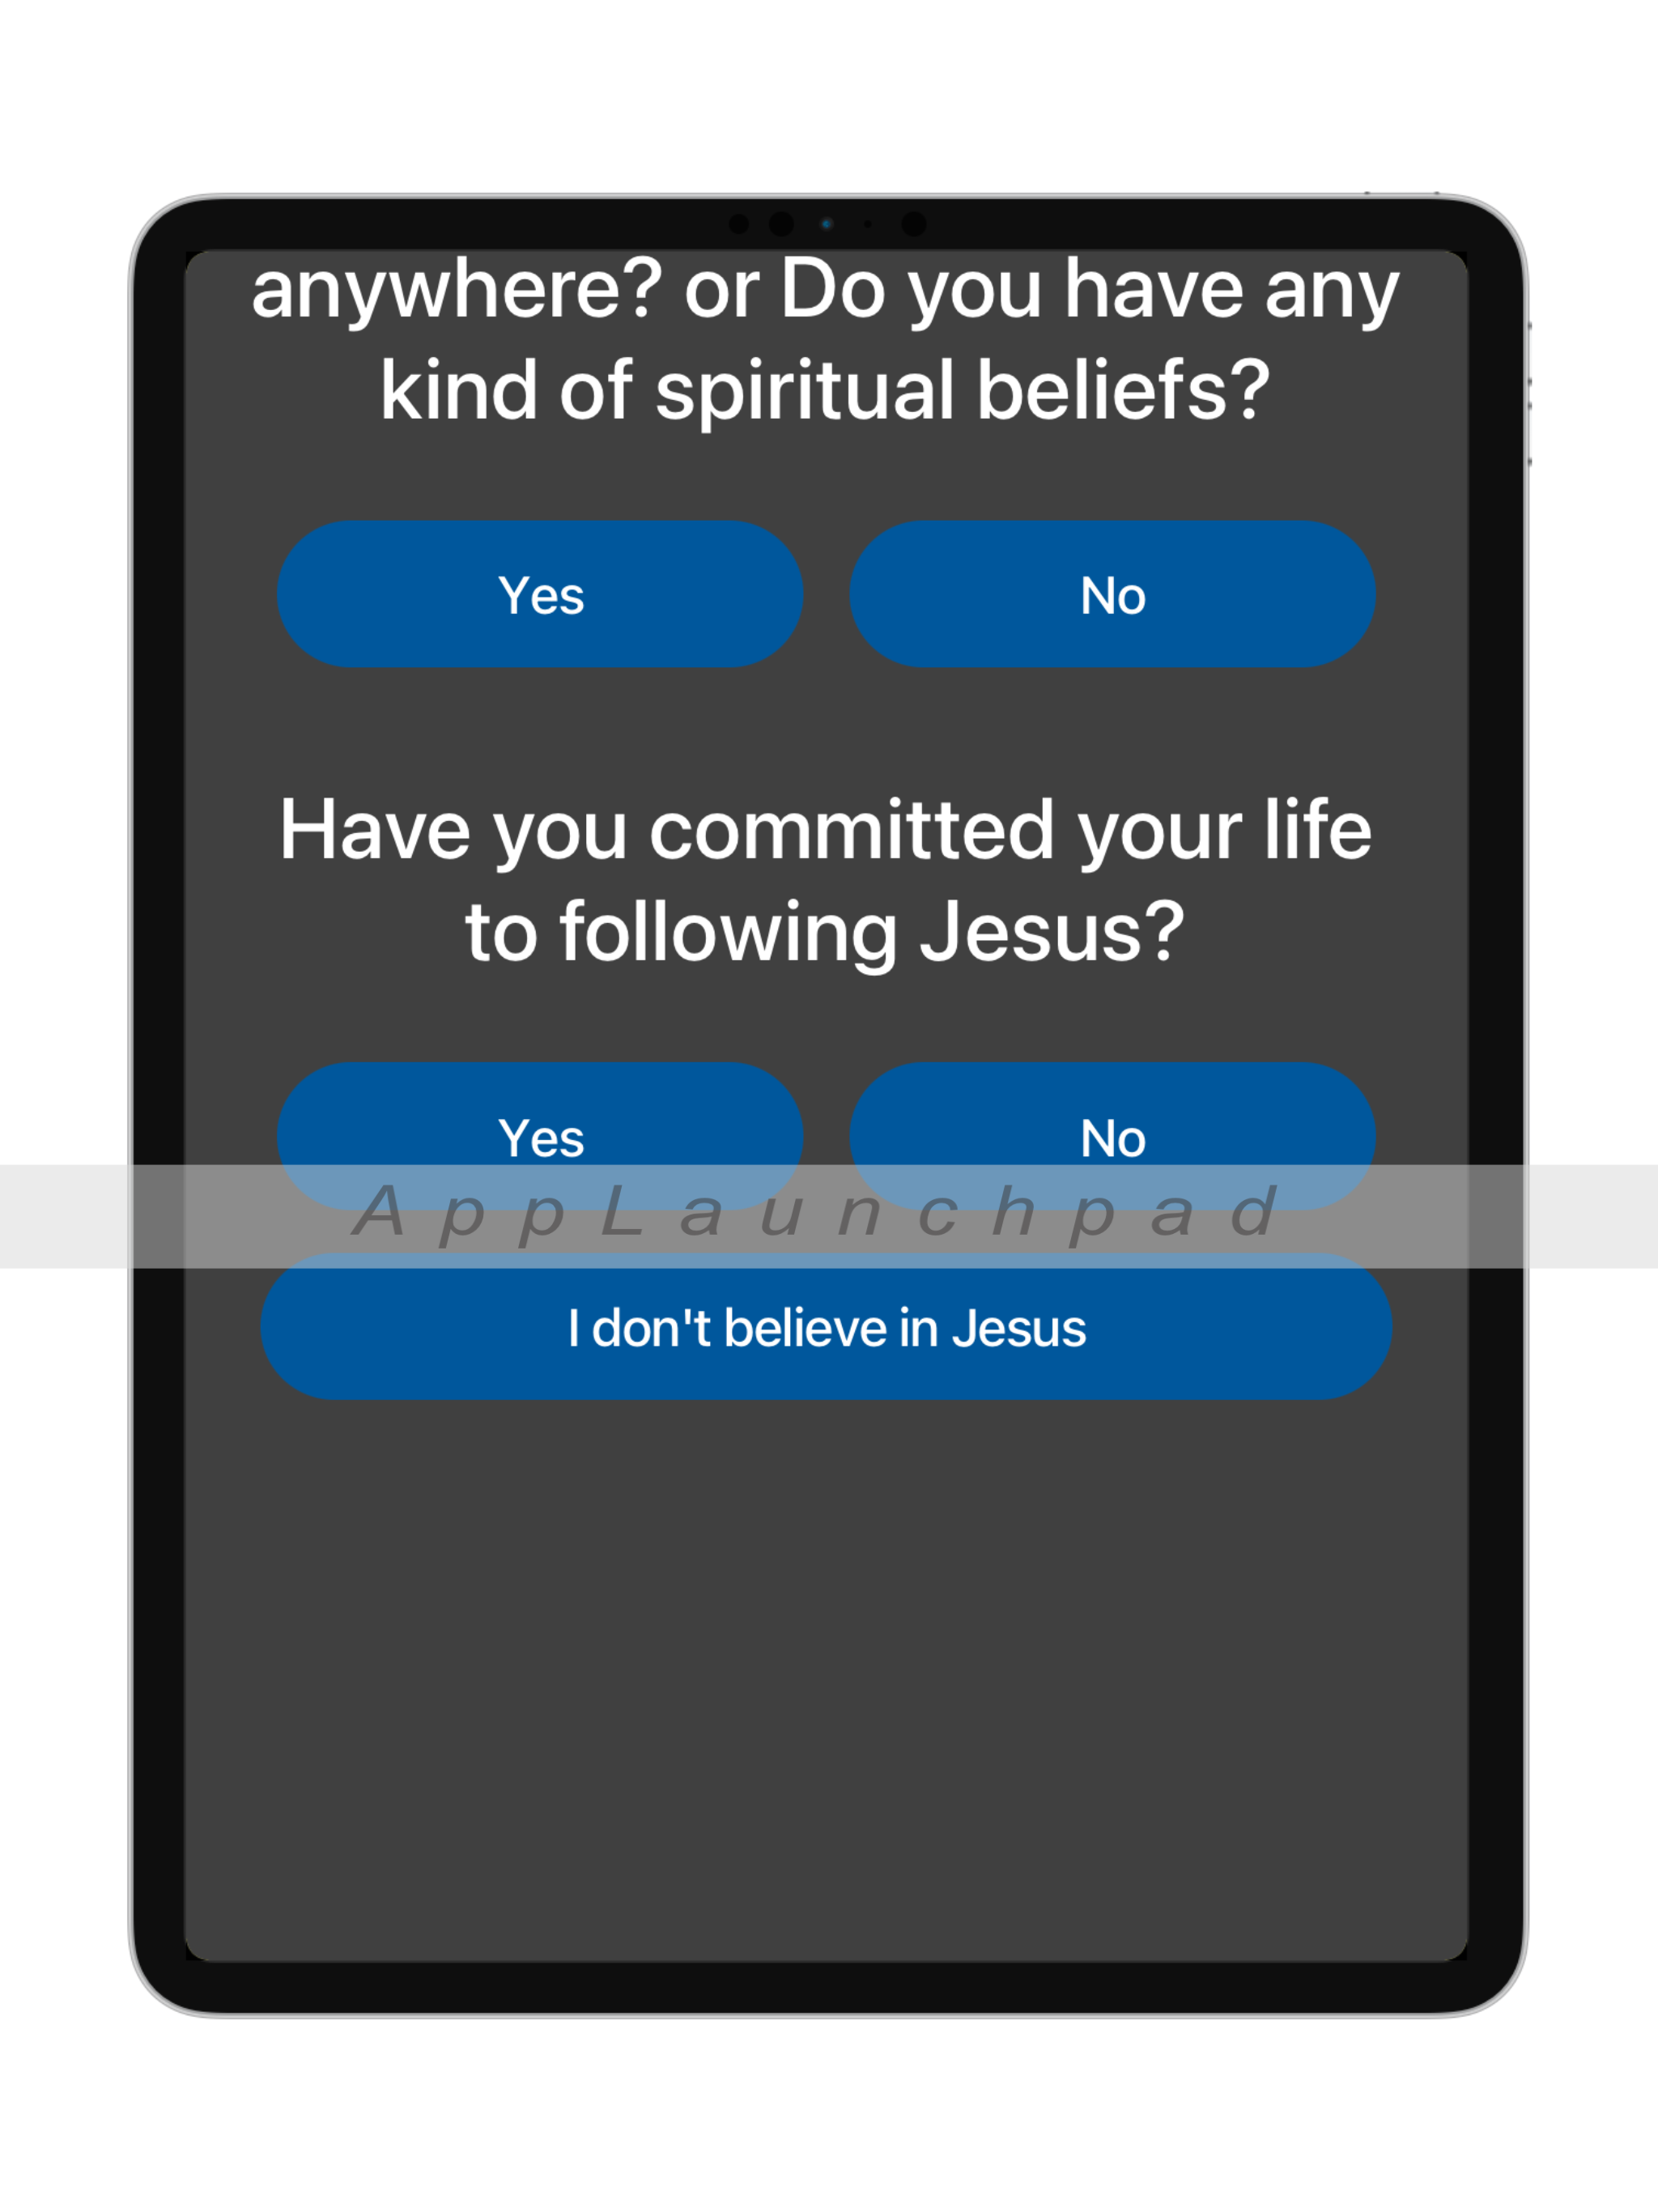 anywhere? or Do you have any
kind of spiritual beliefs?
Yes No
Have you committed your life
to following Jesus?
Yes No
AppLaunchpad
I don't believe in Jesus